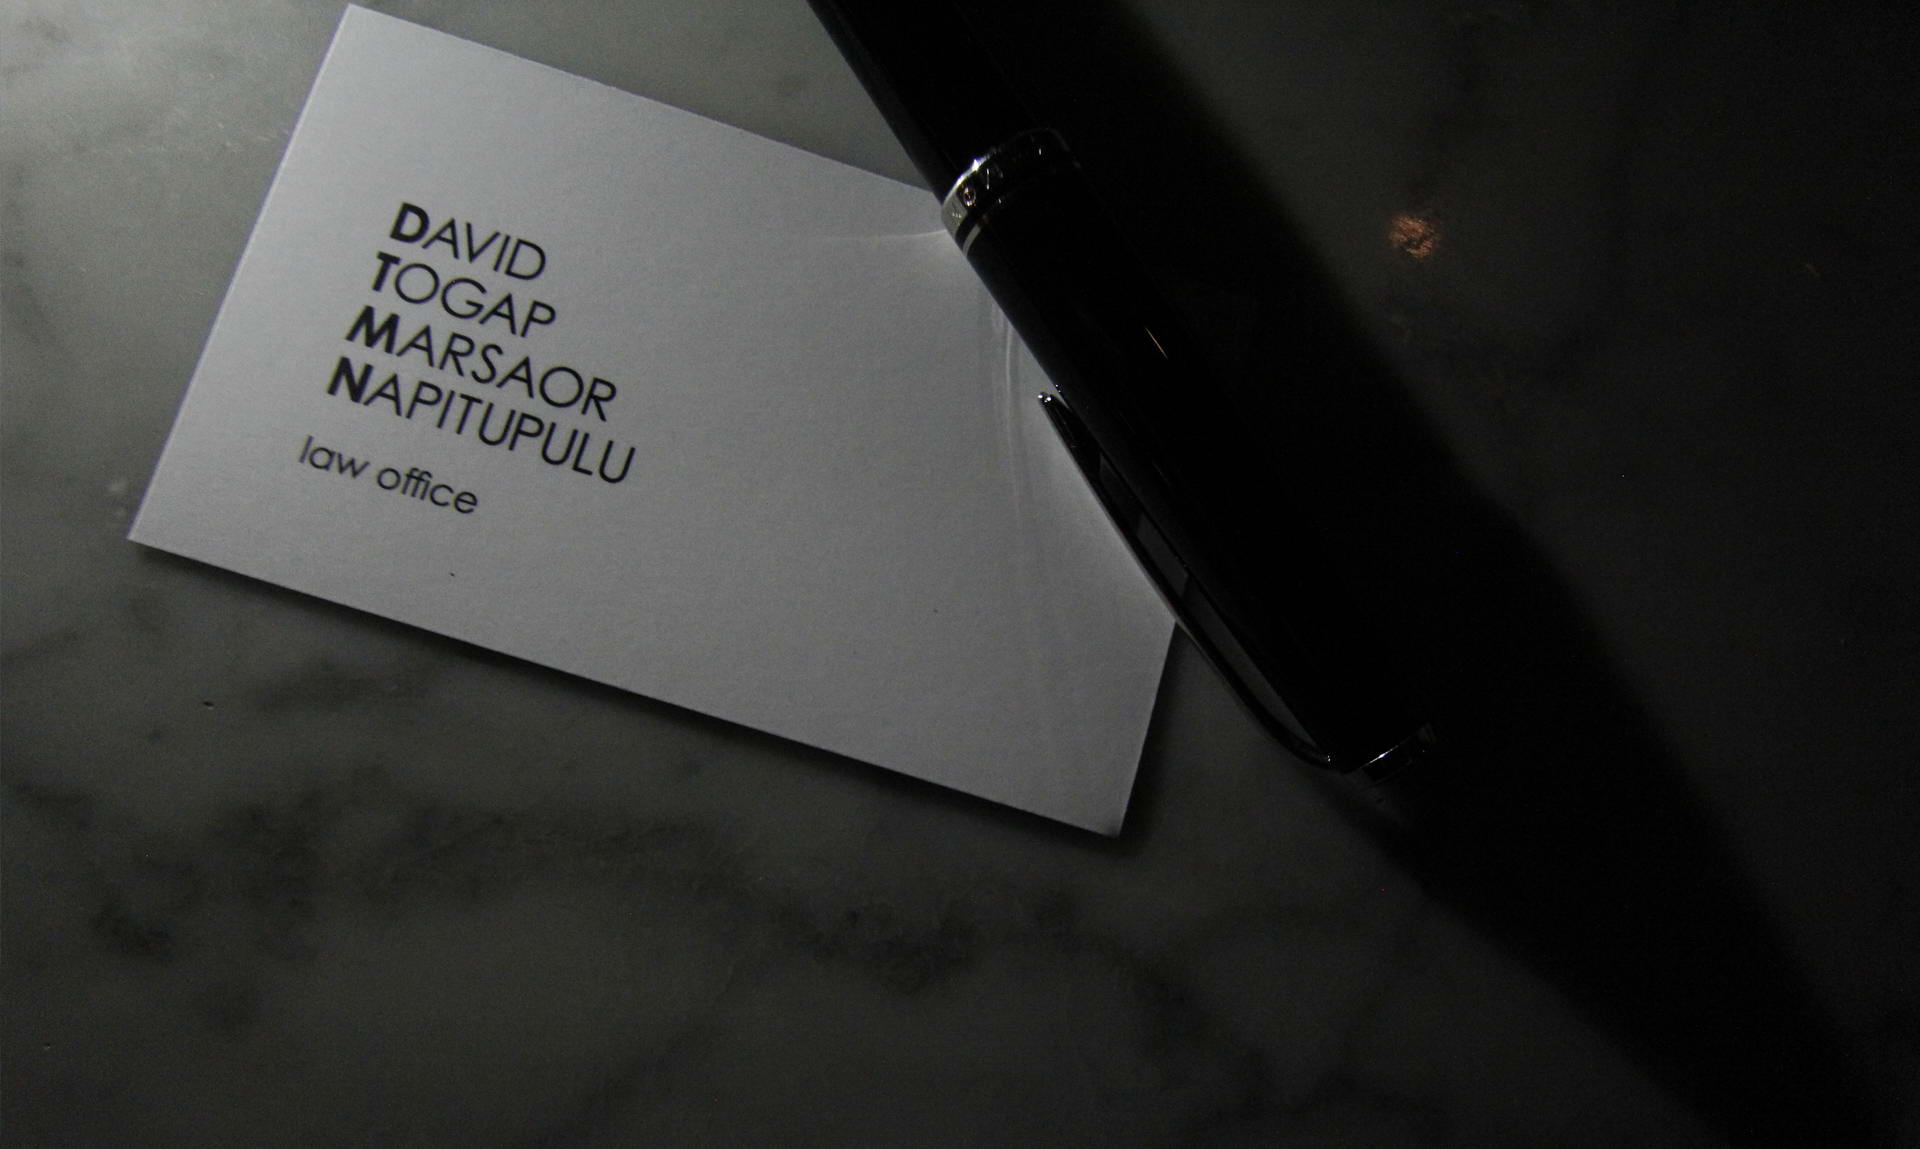 DAVID
TOGAP
MARSAOR
NAPITUPULU
law office